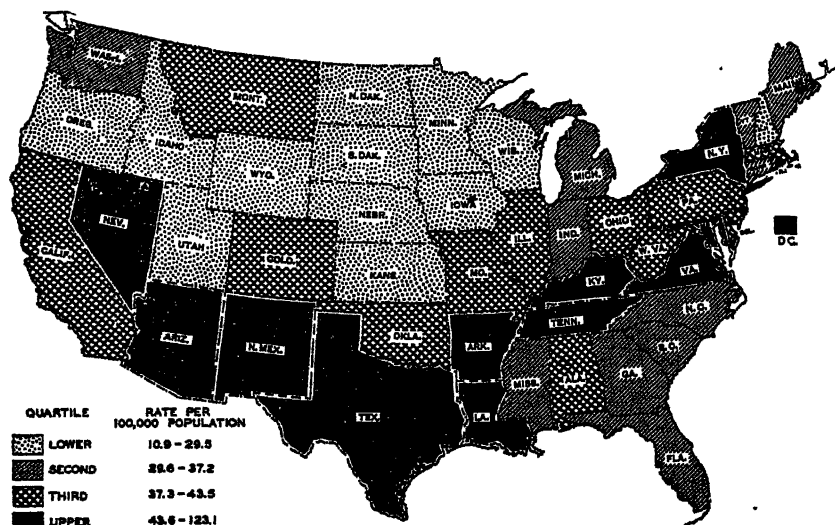 WASH.
MONT.
N. DAK.
MINN.
OREG.
IDAHO
S. DAK.
WIS.
MICH.
N.Y.
MAINE
WYO.
NEBR.
IOWA
NEV.
UTAH
COLO.
KANS.
MO.
ILL.
IND.
OHIO
PA.
W. VA.
VA.
D.C.
CALIF.
KY.
N. C.
TENN.
ARIZ.
N. MEX.
OKLA.
ARK.
S. C.
MISS.
ALA.
GA.
TEX.
LA.
FLA.
QUARTILE RATE PER
100,000 POPULATION
LOWER 10.9 - 29.5
SECOND 29.6 - 37.2
THIRD 37.3 - 43.5
UPPER 43.6 - 123.1